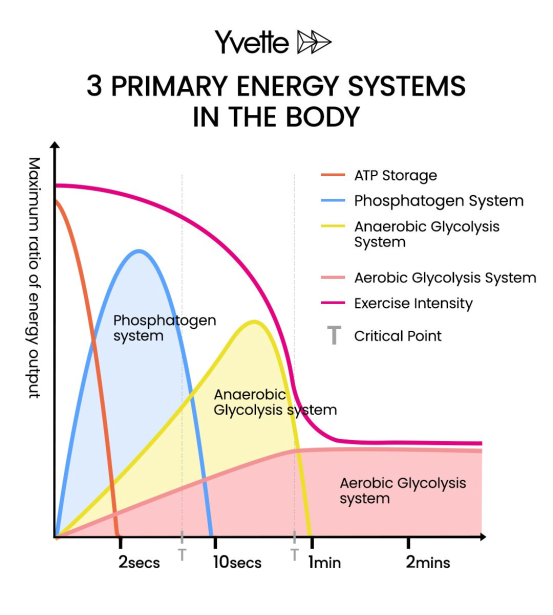 Yvette
3 PRIMARY ENERGY SYSTEMS
IN THE BODY
Maximum ratio of energy output
ATP Storage
Phosphatogen System
Anaerobic Glycolysis
System
Aerobic Glycolysis System
Exercise Intensity
T Critical Point
Phosphatogen
system
Anaerobic
Glycolysis system
Aerobic Glycolysis
system
2secs
T
10secs
T
1min
2mins